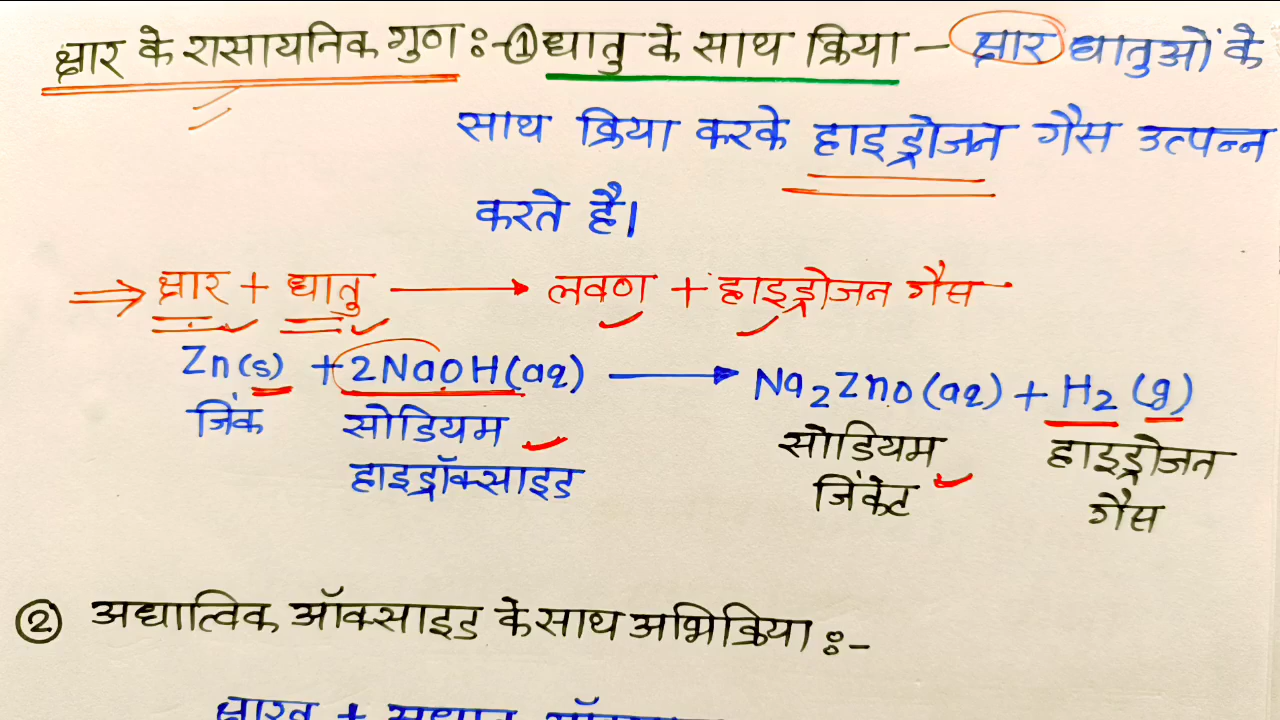 क्षार के रासायनिक गुण :- ① धातु के साथ क्रिया - क्षार धातुओं के
साथ क्रिया करके हाइड्रोजन गैस उत्पन्न
करते है।
⇒ क्षार + धातु ⟶ लवण + हाइड्रोजन गैस
Zn(s) + 2NaOH(aq) ⟶ Na₂ZnO(aq) + H₂(g)
जिंक सोडियम सोडियम हाइड्रोजन
हाइड्रॉक्साइड जिंकेट गैस
② अधात्विक ऑक्साइड के साथ अभिक्रिया :-